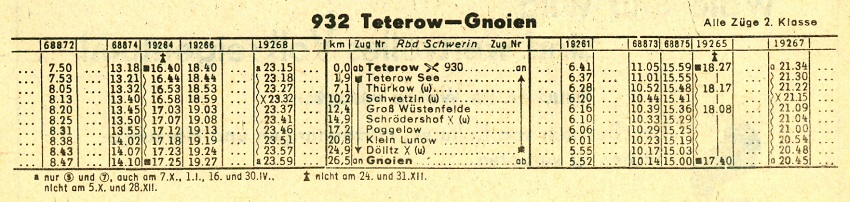 932 Teterow—Gnoien Alle Züge 2. Klasse
... 68872 ... 68874 19264 19266 ... 19268 ... km Zug Nr Rbd Schwerin Zug Nr ... 19261 ... 68873 68875 19265 ... 19267 ...
... 7.50 ... 13.18 ■16.40 18.40 ... a 23.15 ... 0,0 ab Teterow 930 an ... 6.41 ... 11.05 15.59 ■18.27 ... a 21.34 ...
... 7.53 ... 13.21 16.44 18.44 ... 23.18 ... 1,9 Teterow See ... 6.37 ... 11.01 15.55 ... 21.30 ...
... 8.05 ... 13.32 16.53 18.53 ... 23.27 ... 7,1 Thürkow (u) ... 6.28 ... 10.52 15.48 18.17 ... 21.22 ...
... 8.13 ... 13.40 16.58 18.59 ... X 23.32 ... 10,2 Schwetzin (u) ... 6.20 ... 10.44 15.41 ... X 21.15 ...
... 8.20 ... 13.45 17.03 19.03 ... 23.37 ... 12,4 Groß Wüstenfelde ... 6.16 ... 10.39 15.36 18.08 ... 21.09 ...
... 8.25 ... 13.50 17.07 19.08 ... 23.41 ... 14,9 Schrödershof X (u) ... 6.10 ... 10.33 15.29 ... 21.04 ...
... 8.31 ... 13.55 17.12 19.13 ... 23.46 ... 17,2 Poggelow ... 6.06 ... 10.29 15.25 ... 21.00 ...
... 8.38 ... 14.02 17.18 19.19 ... 23.51 ... 20,8 Klein Lunow ... 6.01 ... 10.23 15.19 ... 20.54 ...
... 8.43 ... 14.07 17.23 19.24 ... 23.57 ... 24,9 Dölitz X (u) ... 5.55 ... 10.17 15.03 ... 20.48 ...
... 8.47 ... 14.10 ■17.25 19.27 ... a 23.59 ... 26,5 an Gnoien ab ... 5.52 ... 10.14 15.00 ■17.40 ... a 20.45 ...
a nur ⑥ und ⑦, auch am 7.X., 1.I., 16. und 30.IV., nicht am 24. und 31.XII.
nicht am 5.X. und 28.XII.